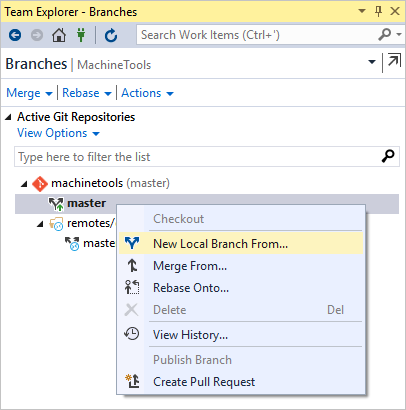 Team Explorer - Branches
Search Work Items (Ctrl+')
Branches | MachineTools
Merge Rebase Actions
Active Git Repositories
View Options
Type here to filter the list
machinetools (master)
master
Checkout
remotes/
New Local Branch From...
maste
Merge From...
Rebase Onto...
Delete Del
View History...
Publish Branch
Create Pull Request